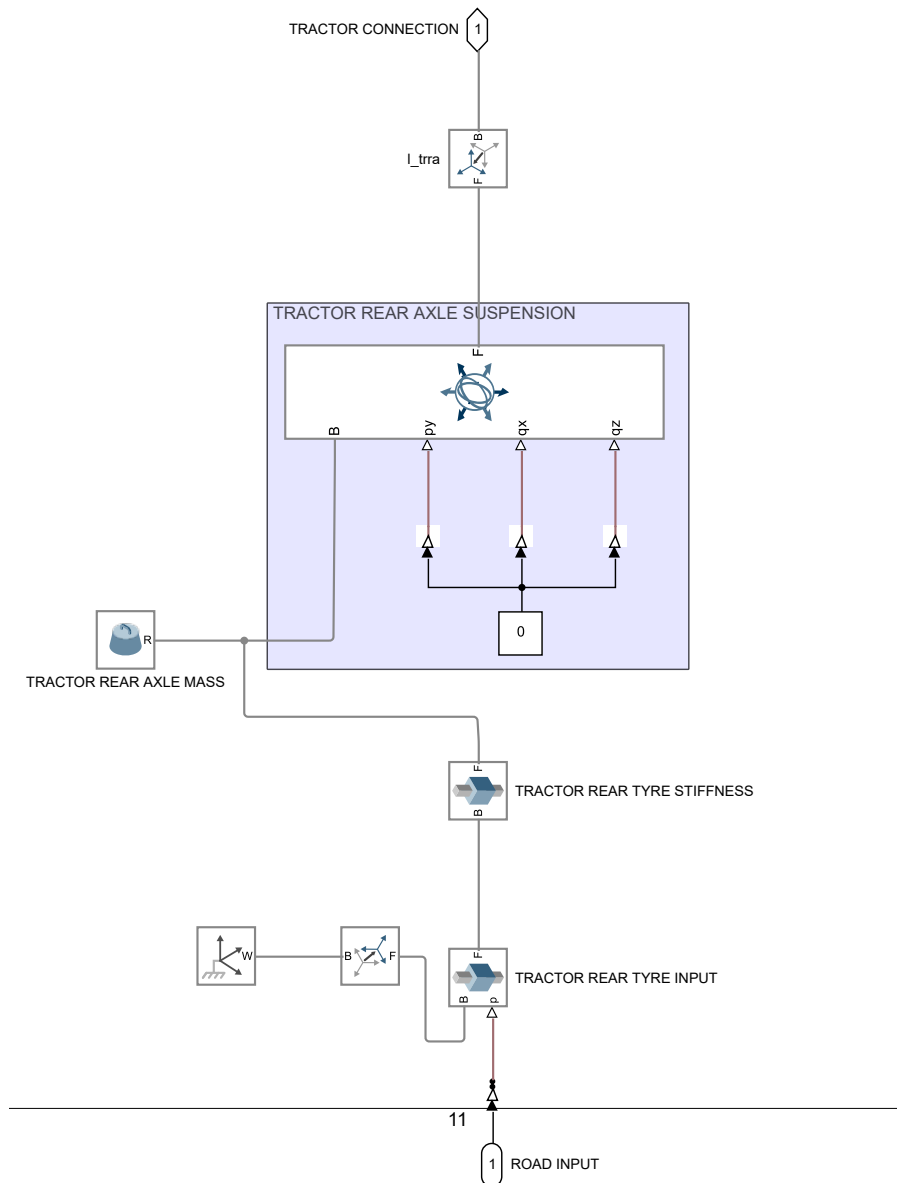 TRACTOR CONNECTION
1
B
l_trra
F
TRACTOR REAR AXLE SUSPENSION
F
B
py
qx
qz
0
R
TRACTOR REAR AXLE MASS
F
TRACTOR REAR TYRE STIFFNESS
B
W
B
F
F
TRACTOR REAR TYRE INPUT
B
p
11
1
ROAD INPUT